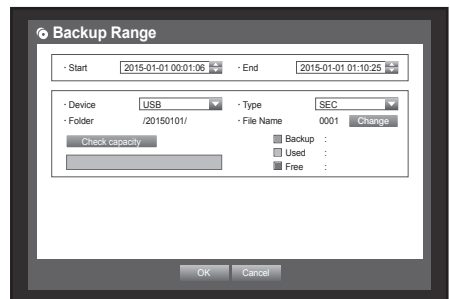 Backup Range
· Start 2015-01-01 00:01:06 · End 2015-01-01 01:10:25
· Device USB · Type SEC
· Folder /20150101/ · File Name 0001 Change
Check capacity Backup :
Used :
Free :
OK Cancel